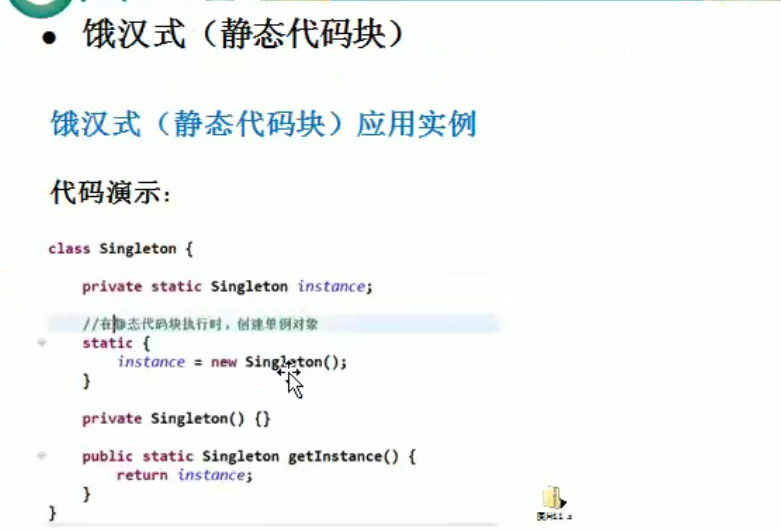 ● 饿汉式（静态代码块）
饿汉式（静态代码块）应用实例
代码演示：
class Singleton {
private static Singleton instance;
//在静态代码块执行时，创建单例对象
static {
instance = new Singleton();
}
private Singleton() {}
public static Singleton getInstance() {
return instance;
}
}